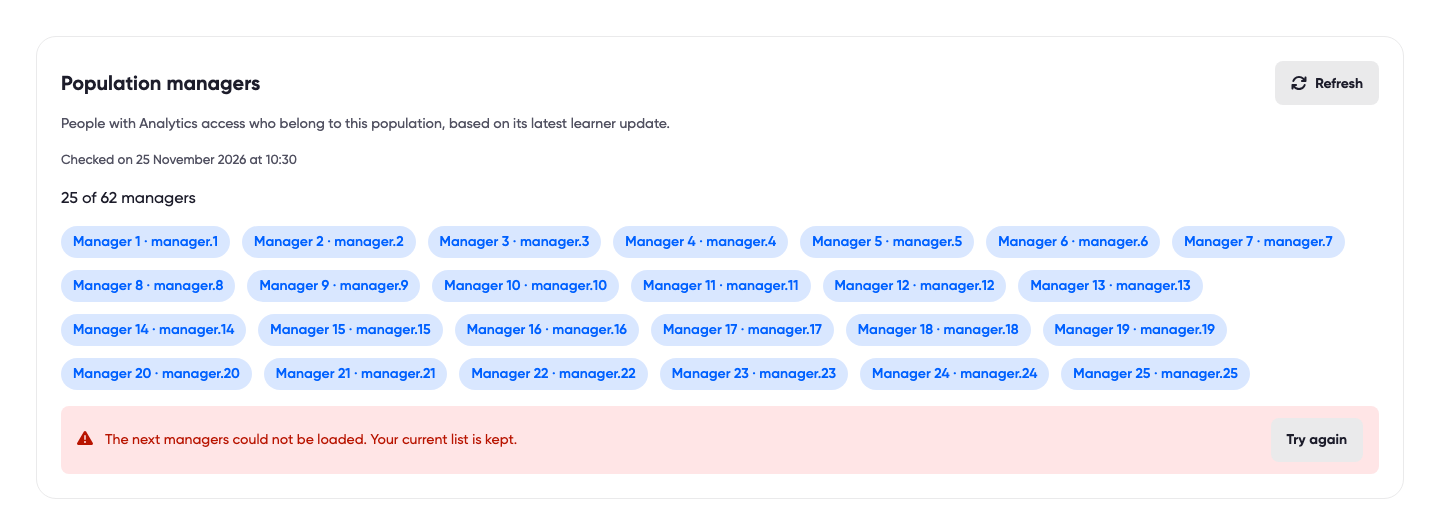 Population managers
Refresh
People with Analytics access who belong to this population, based on its latest learner update.
Checked on 25 November 2026 at 10:30
25 of 62 managers
Manager 1 · manager.1 Manager 2 · manager.2 Manager 3 · manager.3 Manager 4 · manager.4 Manager 5 · manager.5 Manager 6 · manager.6 Manager 7 · manager.7
Manager 8 · manager.8 Manager 9 · manager.9 Manager 10 · manager.10 Manager 11 · manager.11 Manager 12 · manager.12 Manager 13 · manager.13
Manager 14 · manager.14 Manager 15 · manager.15 Manager 16 · manager.16 Manager 17 · manager.17 Manager 18 · manager.18 Manager 19 · manager.19
Manager 20 · manager.20 Manager 21 · manager.21 Manager 22 · manager.22 Manager 23 · manager.23 Manager 24 · manager.24 Manager 25 · manager.25
The next managers could not be loaded. Your current list is kept.
Try again